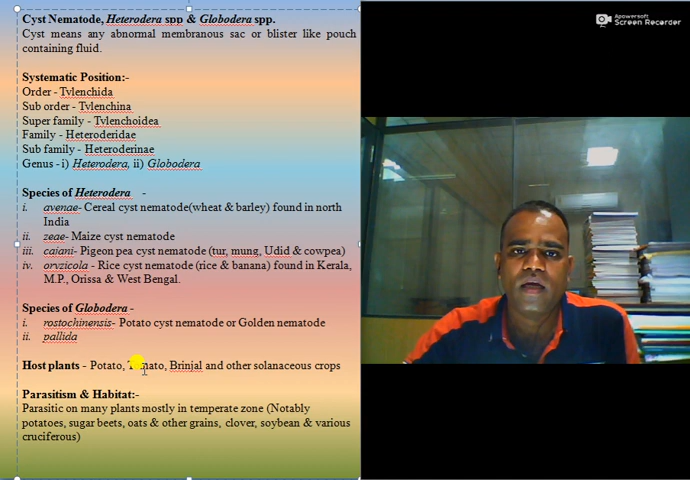 Cyst Nematode, Heterodera spp & Globodera spp.
Cyst means any abnormal membranous sac or blister like pouch
containing fluid.
Systematic Position:-
Order - Tylenchida
Sub order - Tylenchina
Super family - Tylenchoidea
Family - Heteroderidae
Sub family - Heteroderinae
Genus - i) Heterodera, ii) Globodera
Species of Heterodera -
i. avenae- Cereal cyst nematode(wheat & barley) found in north
India
ii. zeae- Maize cyst nematode
iii. cajani- Pigeon pea cyst nematode (tur, mung, Udid & cowpea)
iv. oryzicola - Rice cyst nematode (rice & banana) found in Kerala,
M.P., Orissa & West Bengal.
Species of Globodera -
i. rostochinensis- Potato cyst nematode or Golden nematode
ii. pallida
Host plants - Potato, Tomato, Brinjal and other solanaceous crops
Parasitism & Habitat:-
Parasitic on many plants mostly in temperate zone (Notably
potatoes, sugar beets, oats & other grains, clover, soybean & various
cruciferous)
Apowersoft
Screen Recorder